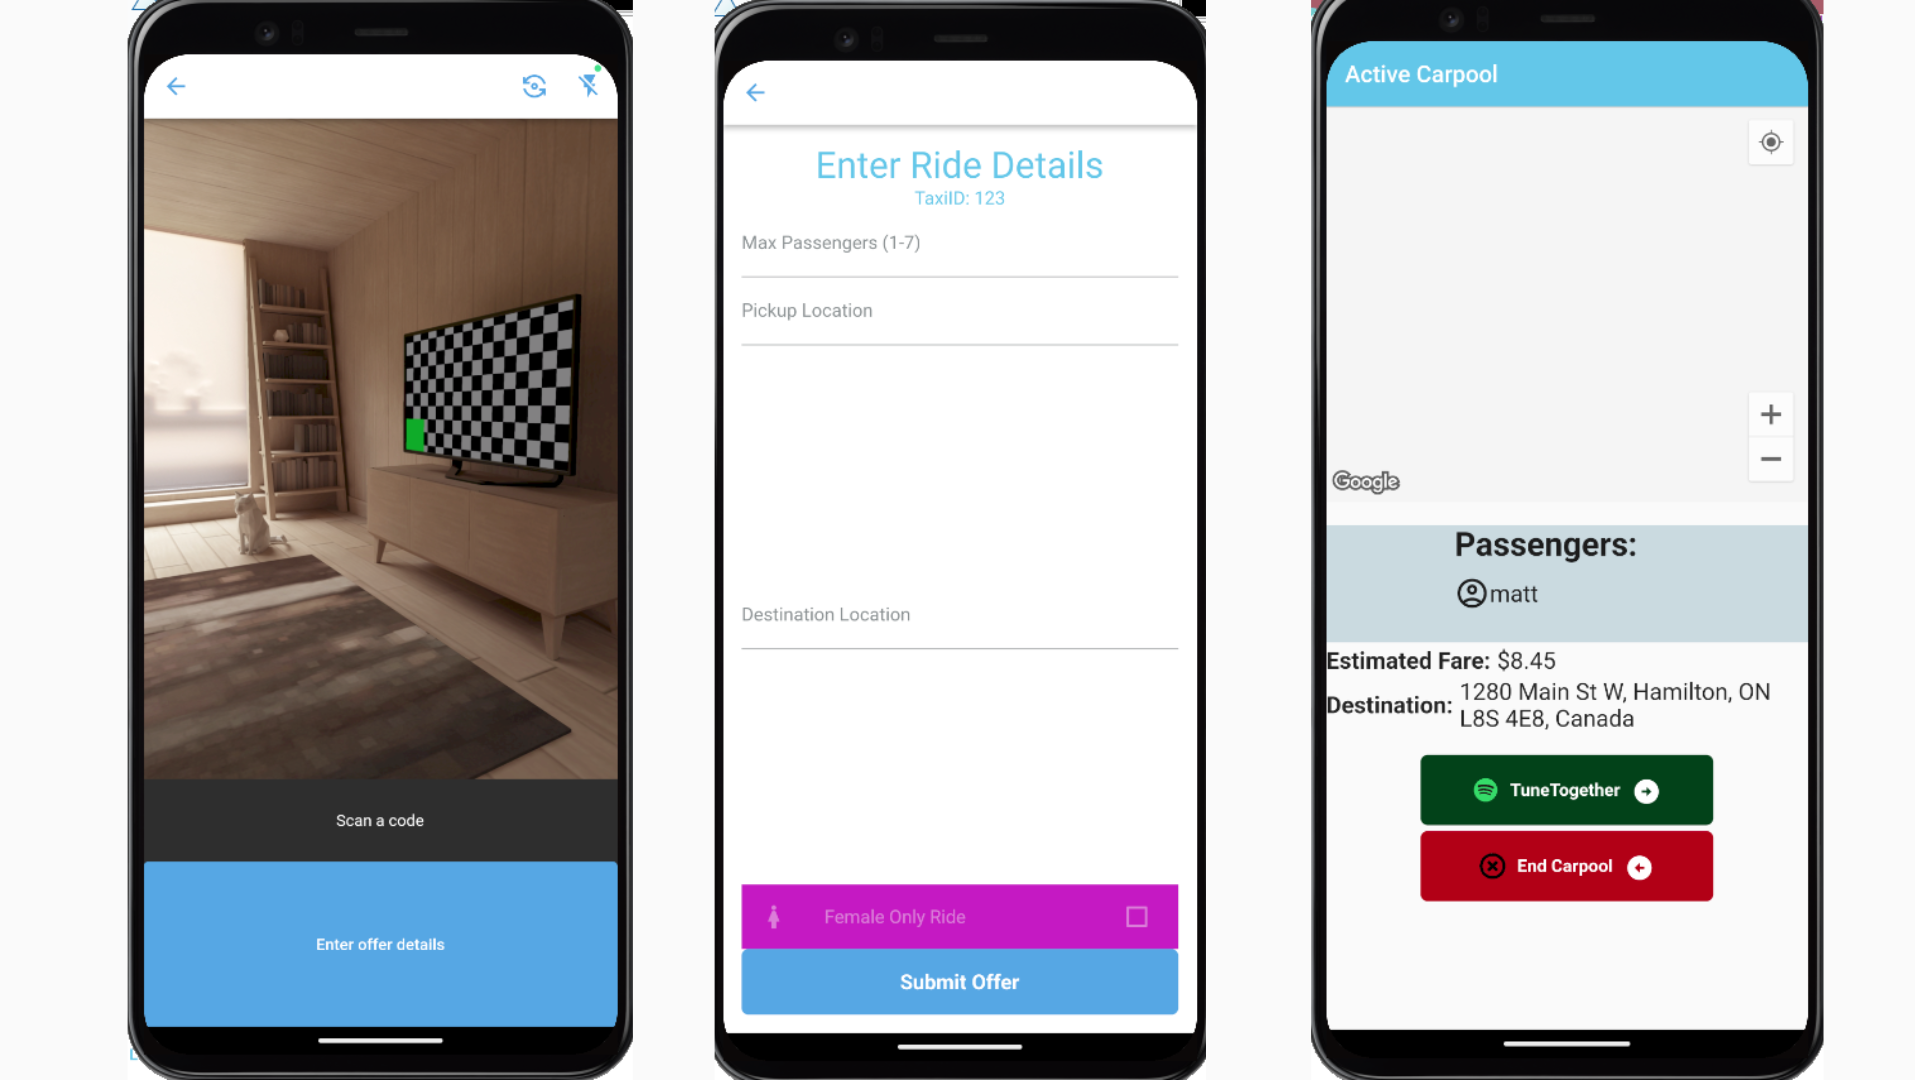 Scan a code
Enter offer details
Enter Ride Details
TaxiID: 123
Max Passengers (1-7)
Pickup Location
Destination Location
Female Only Ride
Submit Offer
Active Carpool
Google
Passengers:
matt
Estimated Fare: $8.45
Destination: 1280 Main St W, Hamilton, ON
L8S 4E8, Canada
TuneTogether
End Carpool